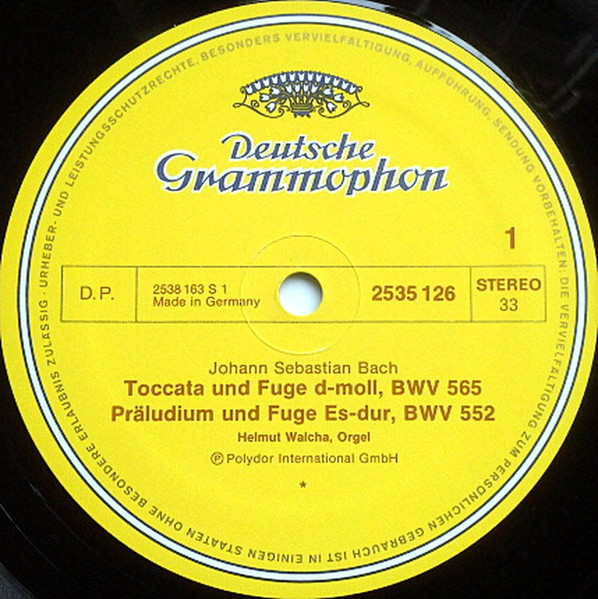 Deutsche
Grammophon
1
D. P.
2538 163 S 1
Made in Germany
2535 126
STEREO
33
Johann Sebastian Bach
Toccata und Fuge d-moll, BWV 565
Präludium und Fuge Es-dur, BWV 552
Helmut Walcha, Orgel
Ⓟ Polydor International GmbH
*
URHEBER- UND LEISTUNGSSCHUTZRECHTE, BESONDERS VERVIELFÄLTIGUNG, AUFFÜHRUNG, SENDUNG VORBEHALTEN: DIE VERVIELFÄLTIGUNG ZUM PERSÖNLICHEN GEBRAUCH IST IN EINIGEN STAATEN OHNE BESONDERE ERLAUBNIS ZULÄSSIG ·